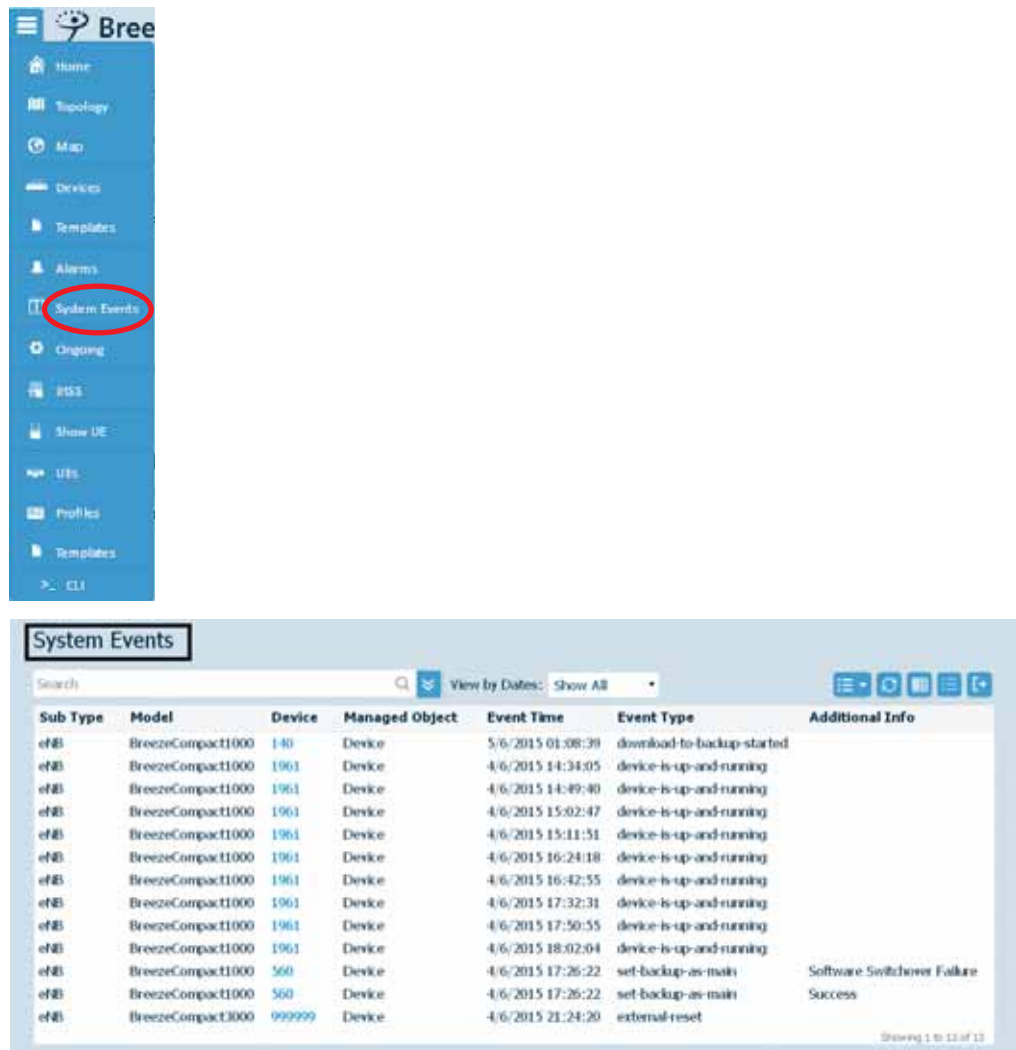 Bree
Home
Topology
Map
Devices
Templates
Alarms
System Events
Ongoing
Show UE
UEs
Profiles
Templates
>_ CLI
System Events
Search View by Dates: Show All
Sub Type Model Device Managed Object Event Time Event Type Additional Info
eNB BreezeCompact1000 140 Device 5/6/2015 01:08:39 download-to-backup-started
eNB BreezeCompact1000 1961 Device 4/6/2015 14:34:05 device-is-up-and-running
eNB BreezeCompact1000 1961 Device 4/6/2015 14:49:40 device-is-up-and-running
eNB BreezeCompact1000 1961 Device 4/6/2015 15:02:47 device-is-up-and-running
eNB BreezeCompact1000 1961 Device 4/6/2015 15:11:51 device-is-up-and-running
eNB BreezeCompact1000 1961 Device 4/6/2015 16:24:18 device-is-up-and-running
eNB BreezeCompact1000 1961 Device 4/6/2015 16:42:55 device-is-up-and-running
eNB BreezeCompact1000 1961 Device 4/6/2015 17:32:31 device-is-up-and-running
eNB BreezeCompact1000 1961 Device 4/6/2015 17:50:55 device-is-up-and-running
eNB BreezeCompact1000 1961 Device 4/6/2015 18:02:04 device-is-up-and-running
eNB BreezeCompact1000 560 Device 4/6/2015 17:26:22 set-backup-as-main Software Switchover Failure
eNB BreezeCompact1000 560 Device 4/6/2015 17:26:22 set-backup-as-main Success
eNB BreezeCompact3000 999999 Device 4/6/2015 21:24:20 external-reset
Showing 1 to 13 of 13